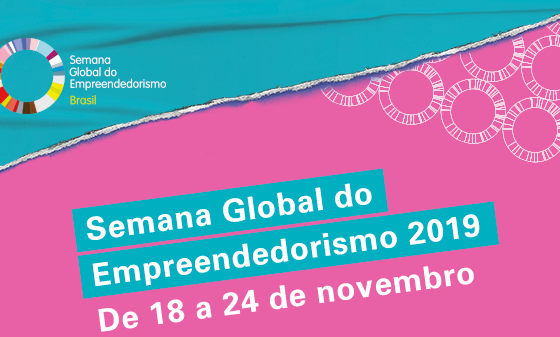 Semana
Global do
Empreendedorismo
Brasil
Semana Global do
Empreendedorismo 2019
De 18 a 24 de novembro